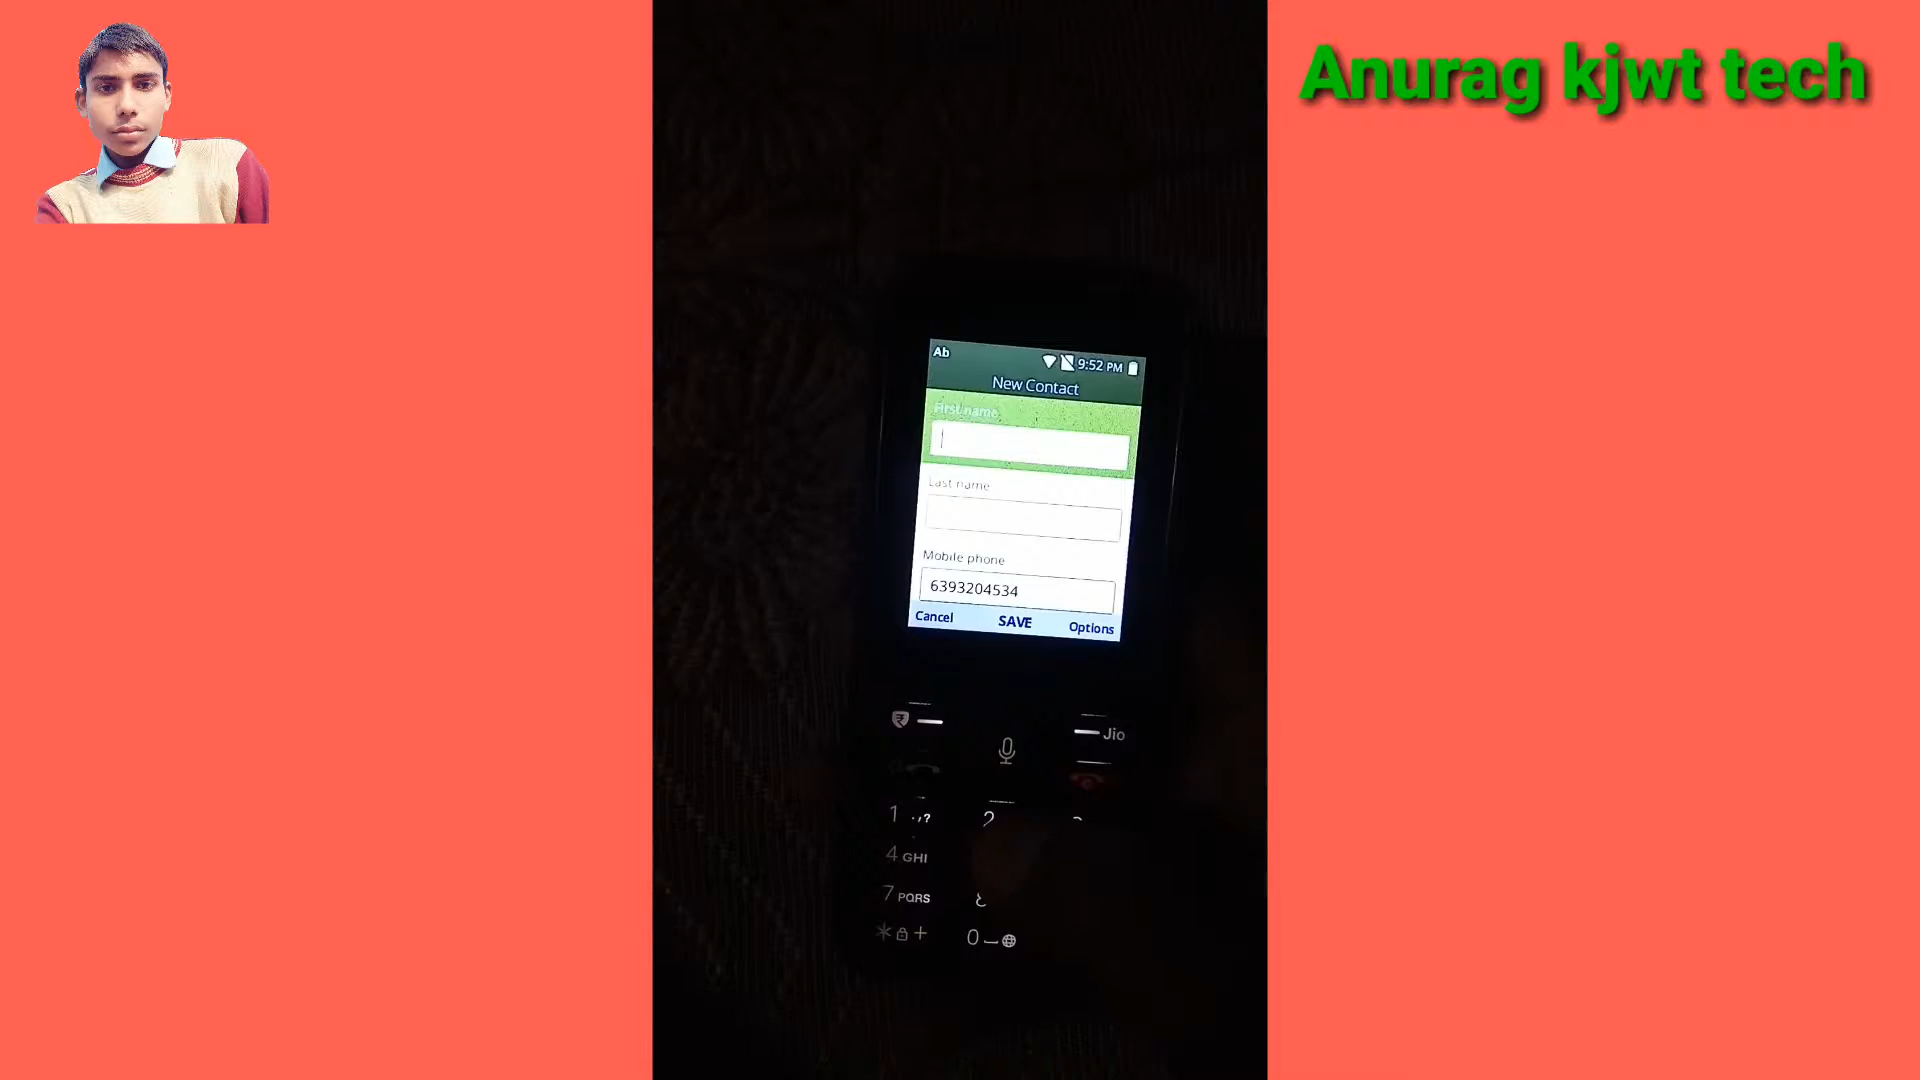 Anurag kjwt tech
Ab 9:52 PM
New Contact
First name
Last name
Mobile phone
6393204534
Cancel SAVE Options
Jio
1 .,? 2
4 GHI
7 PQRS
* + 0